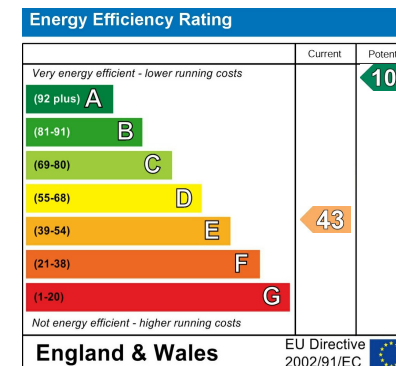 Energy Efficiency Rating
Current
Very energy efficient - lower running costs
(92 plus) A
(81-91) B
(69-80) C
(55-68) D
(39-54) E
43
(21-38) F
(1-20) G
Not energy efficient - higher running costs
England & Wales
EU Directive
2002/91/EC